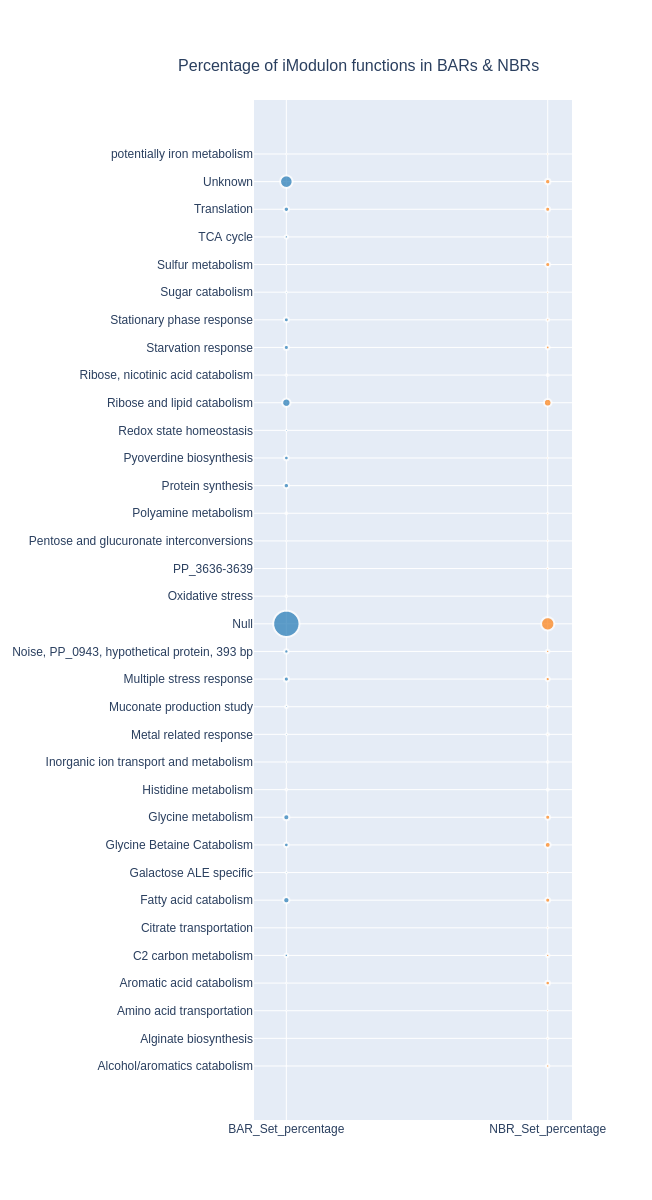 Percentage of iModulon functions in BARs & NBRs
potentially iron metabolism
Unknown
Translation
TCA cycle
Sulfur metabolism
Sugar catabolism
Stationary phase response
Starvation response
Ribose, nicotinic acid catabolism
Ribose and lipid catabolism
Redox state homeostasis
Pyoverdine biosynthesis
Protein synthesis
Polyamine metabolism
Pentose and glucuronate interconversions
PP_3636-3639
Oxidative stress
Null
Noise, PP_0943, hypothetical protein, 393 bp
Multiple stress response
Muconate production study
Metal related response
Inorganic ion transport and metabolism
Histidine metabolism
Glycine metabolism
Glycine Betaine Catabolism
Galactose ALE specific
Fatty acid catabolism
Citrate transportation
C2 carbon metabolism
Aromatic acid catabolism
Amino acid transportation
Alginate biosynthesis
Alcohol/aromatics catabolism
BAR_Set_percentage NBR_Set_percentage